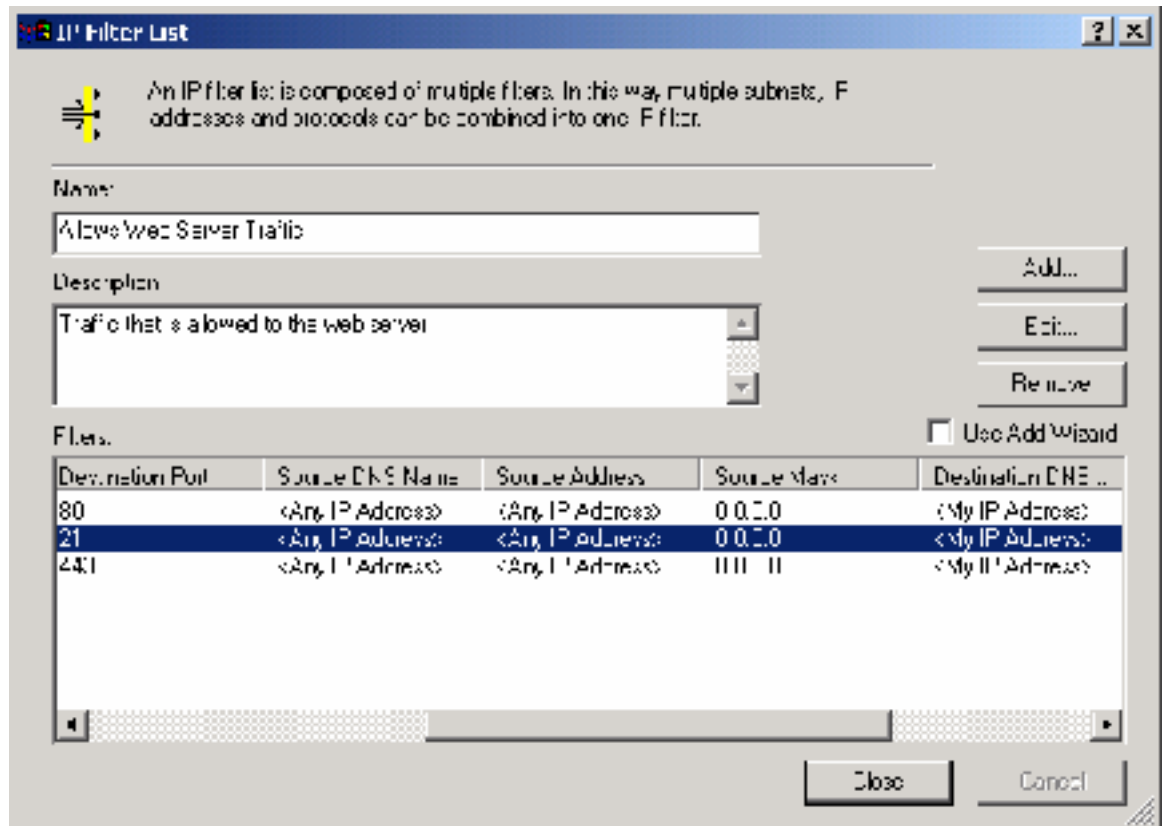 IP Filter List
An IP filter list is composed of multiple filters. In this way, multiple subnets, IP
addresses and protocols can be combined into one IP filter.
Name:
Allows Web Server Traffic
Add...
Description:
Traffic that is allowed to the web server
Edit...
Remove
Filters:
Use Add Wizard
Destination Port Source DNS Name Source Address Source Mask Destination DNS ...
80 <Any IP Address> <Any IP Address> 0.0.0.0 <My IP Address>
21 <Any IP Address> <Any IP Address> 0.0.0.0 <My IP Address>
443 <Any IP Address> <Any IP Address> 0.0.0.0 <My IP Address>
Close
Cancel